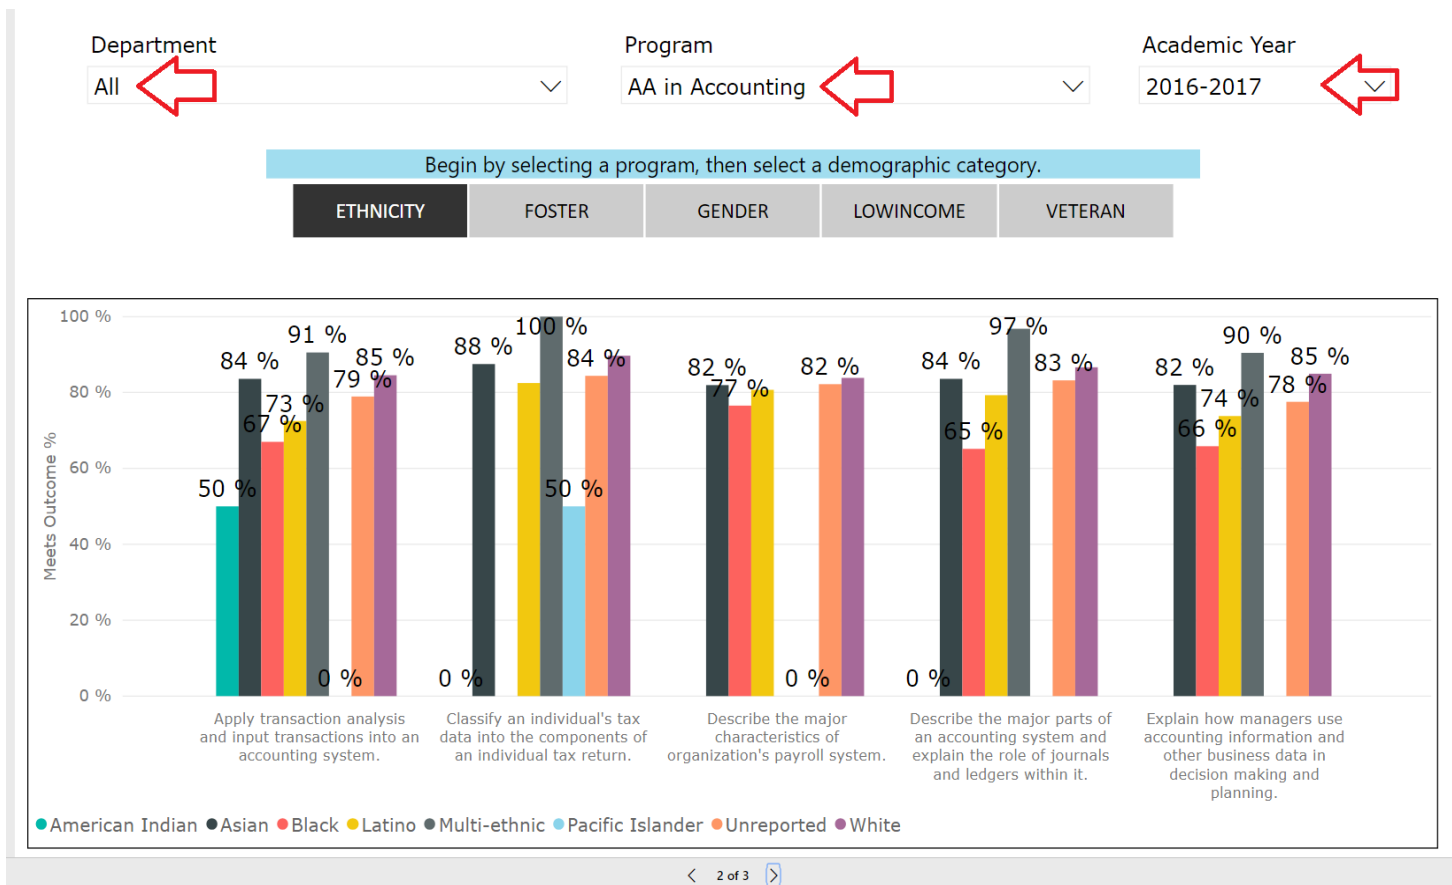 Department
Program
Academic Year
All
AA in Accounting
2016-2017
Begin by selecting a program, then select a demographic category.
ETHNICITY
FOSTER
GENDER
LOWINCOME
VETERAN
Meets Outcome %
100 %
80 %
60 %
40 %
20 %
0 %
50 %
84 %
67 %
73 %
91 %
0 %
79 %
85 %
0 %
88 %
100 %
50 %
84 %
82 %
77 %
0 %
82 %
0 %
84 %
65 %
97 %
83 %
82 %
66 %
74 %
90 %
78 %
85 %
Apply transaction analysis
and input transactions into an
accounting system.
Classify an individual's tax
data into the components of
an individual tax return.
Describe the major
characteristics of
organization's payroll system.
Describe the major parts of
an accounting system and
explain the role of journals
and ledgers within it.
Explain how managers use
accounting information and
other business data in
decision making and
planning.
American Indian Asian Black Latino Multi-ethnic Pacific Islander Unreported White
2 of 3